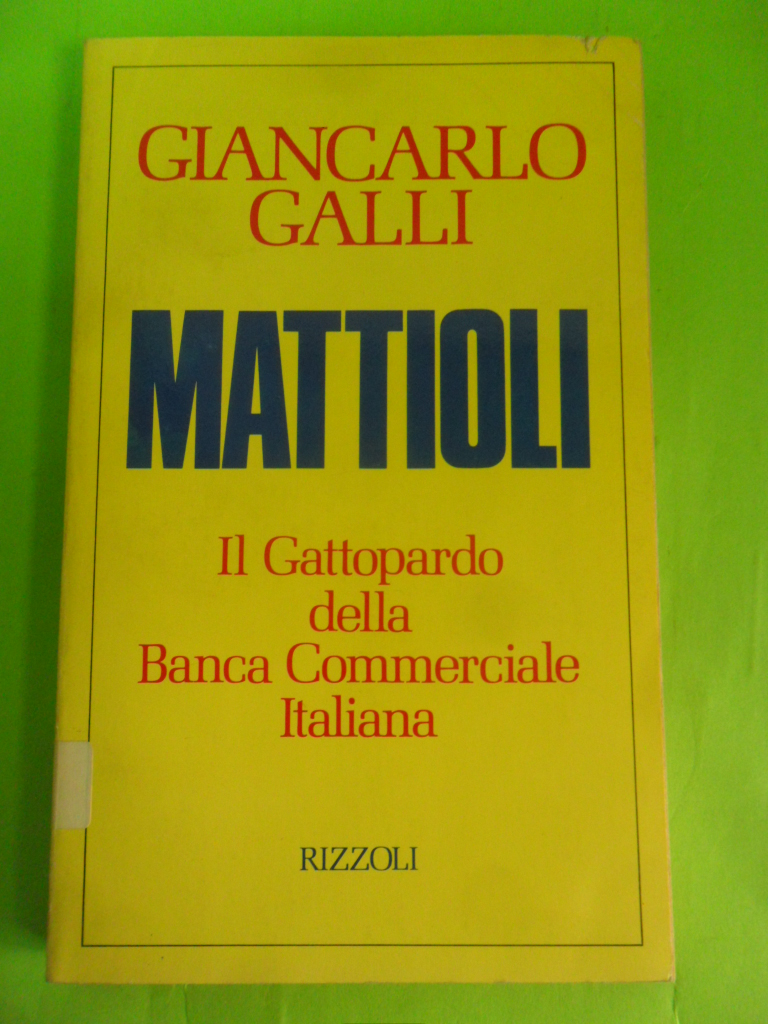 GIANCARLO
GALLI
MATTIOLI
Il Gattopardo
della
Banca Commerciale
Italiana
RIZZOLI